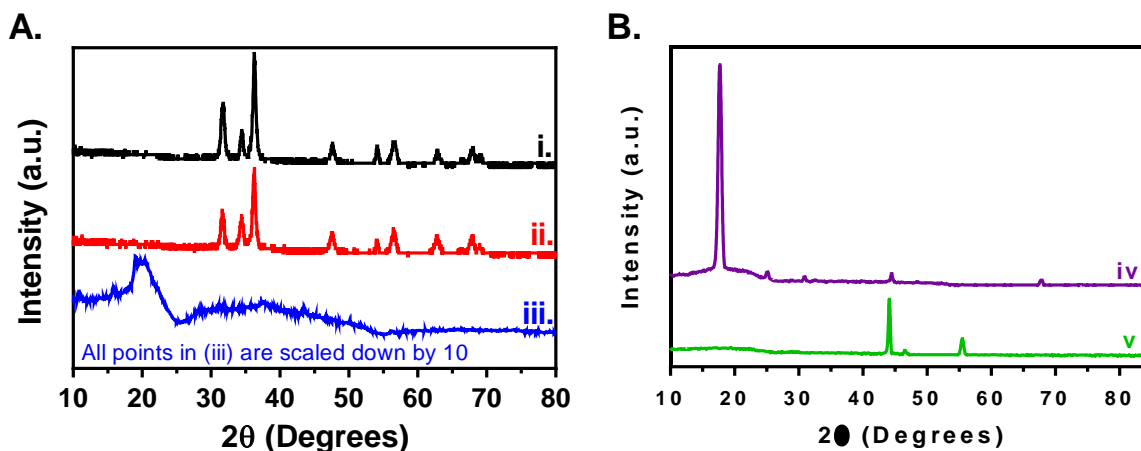 A.
Intensity (a.u.)
i.
ii.
iii.
All points in (iii) are scaled down by 10
10 20 30 40 50 60 70 80
2θ (Degrees)
B.
Intensity (a.u.)
iv
v
10 20 30 40 50 60 70 80
2● (Degrees)